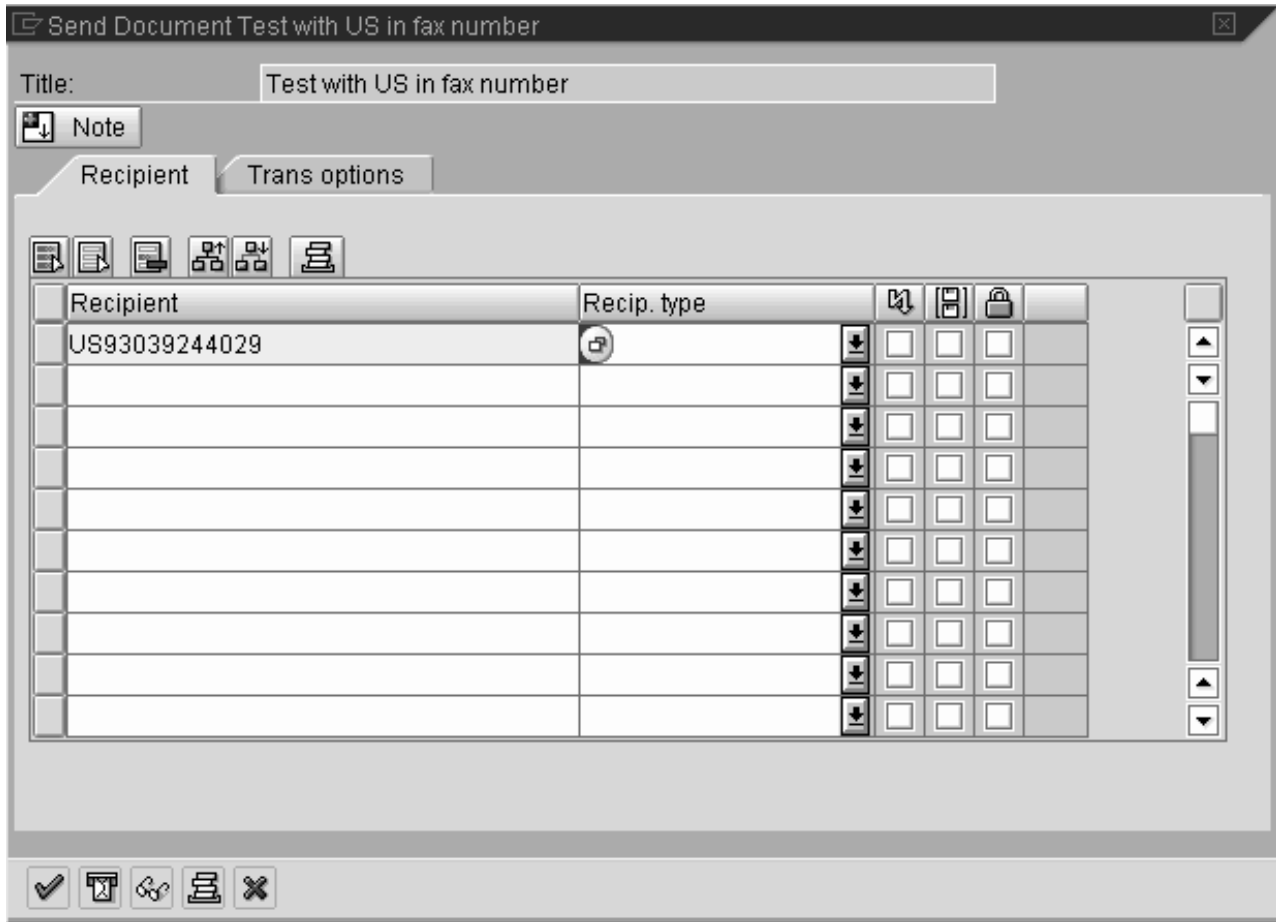 Send Document Test with US in fax number
Title: Test with US in fax number
Note
Recipient Trans options
Recipient Recip. type
US93039244029